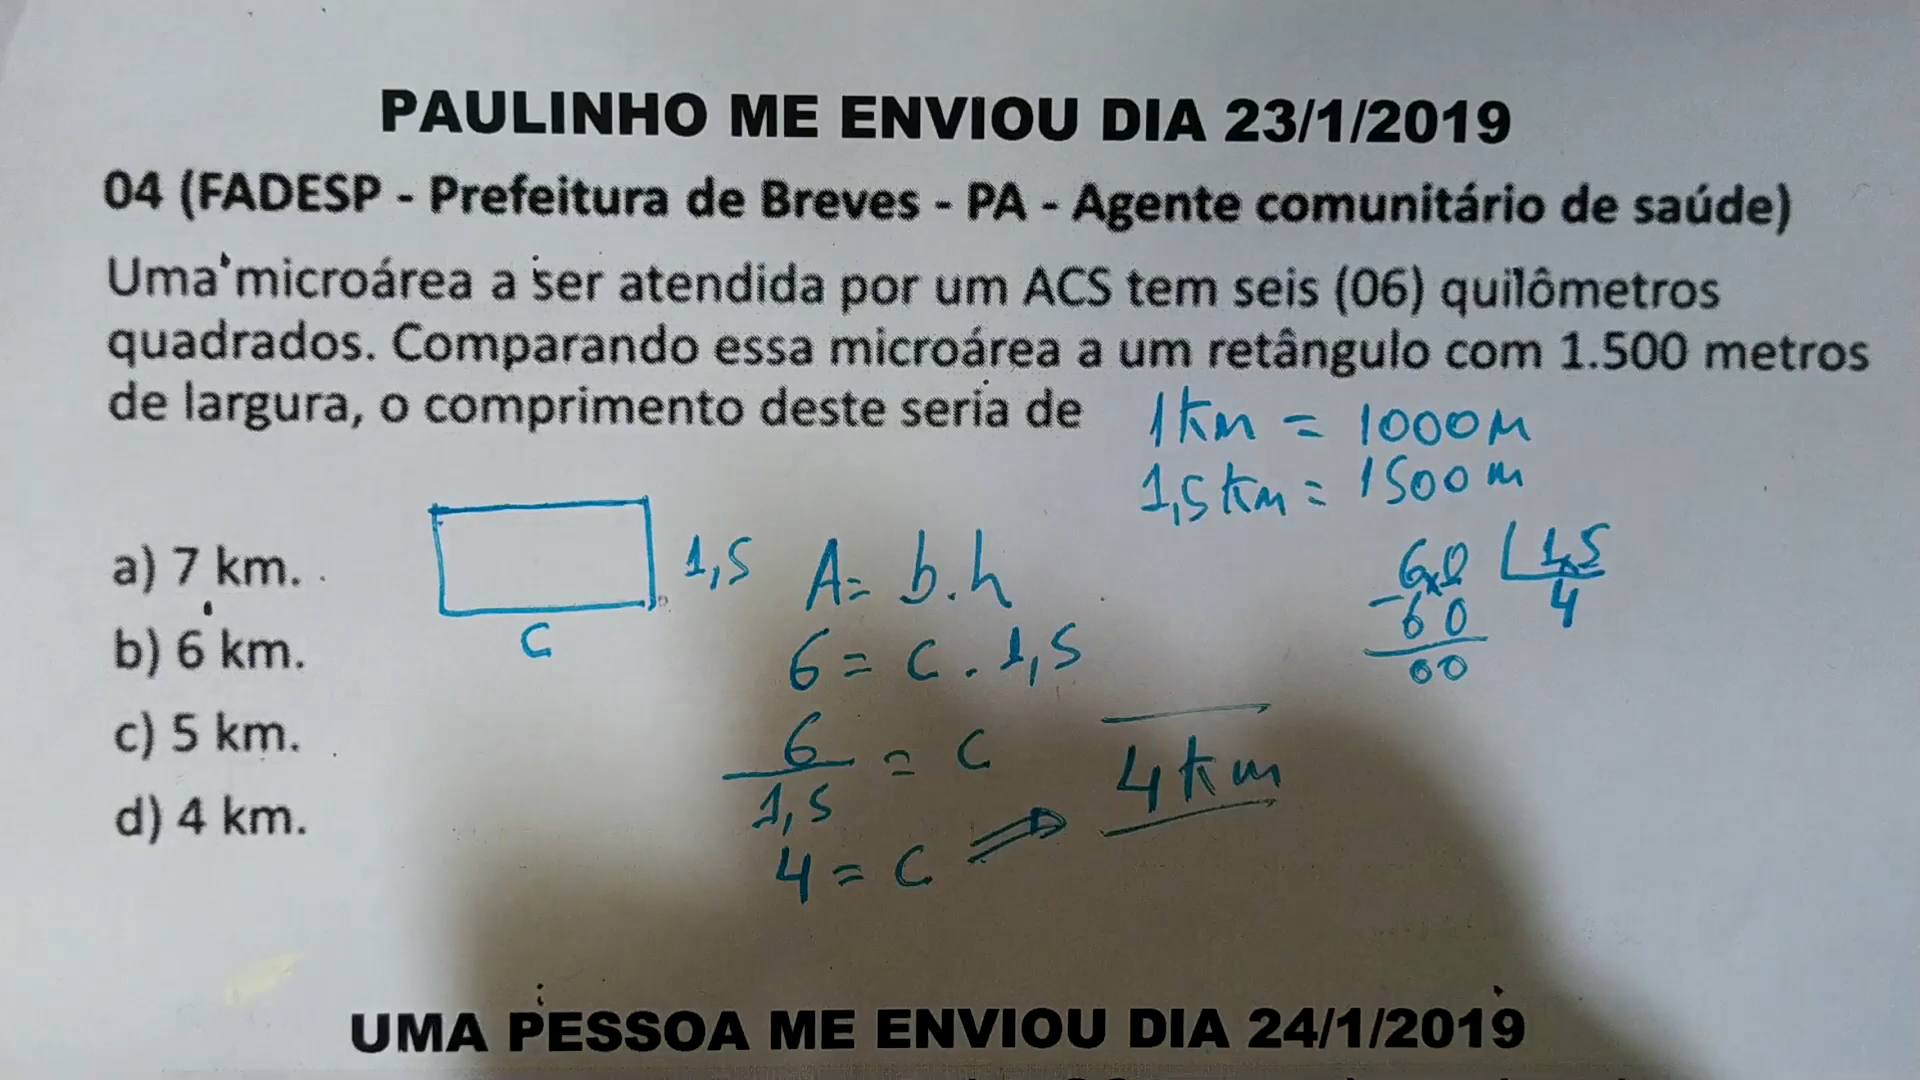 PAULINHO ME ENVIOU DIA 23/1/2019
04 (FADESP - Prefeitura de Breves - PA - Agente comunitário de saúde)
Uma microárea a ser atendida por um ACS tem seis (06) quilômetros
quadrados. Comparando essa microárea a um retângulo com 1.500 metros
de largura, o comprimento deste seria de
1km = 1000m
1,5km = 1500m
a) 7 km.
b) 6 km.
c) 5 km.
d) 4 km.
1,5
C
A = b.h
6 = C . 1,5
6
1,5
= C
4 = C ⇒ 4km
6,0 1,5
- 60 4
00
UMA PESSOA ME ENVIOU DIA 24/1/2019